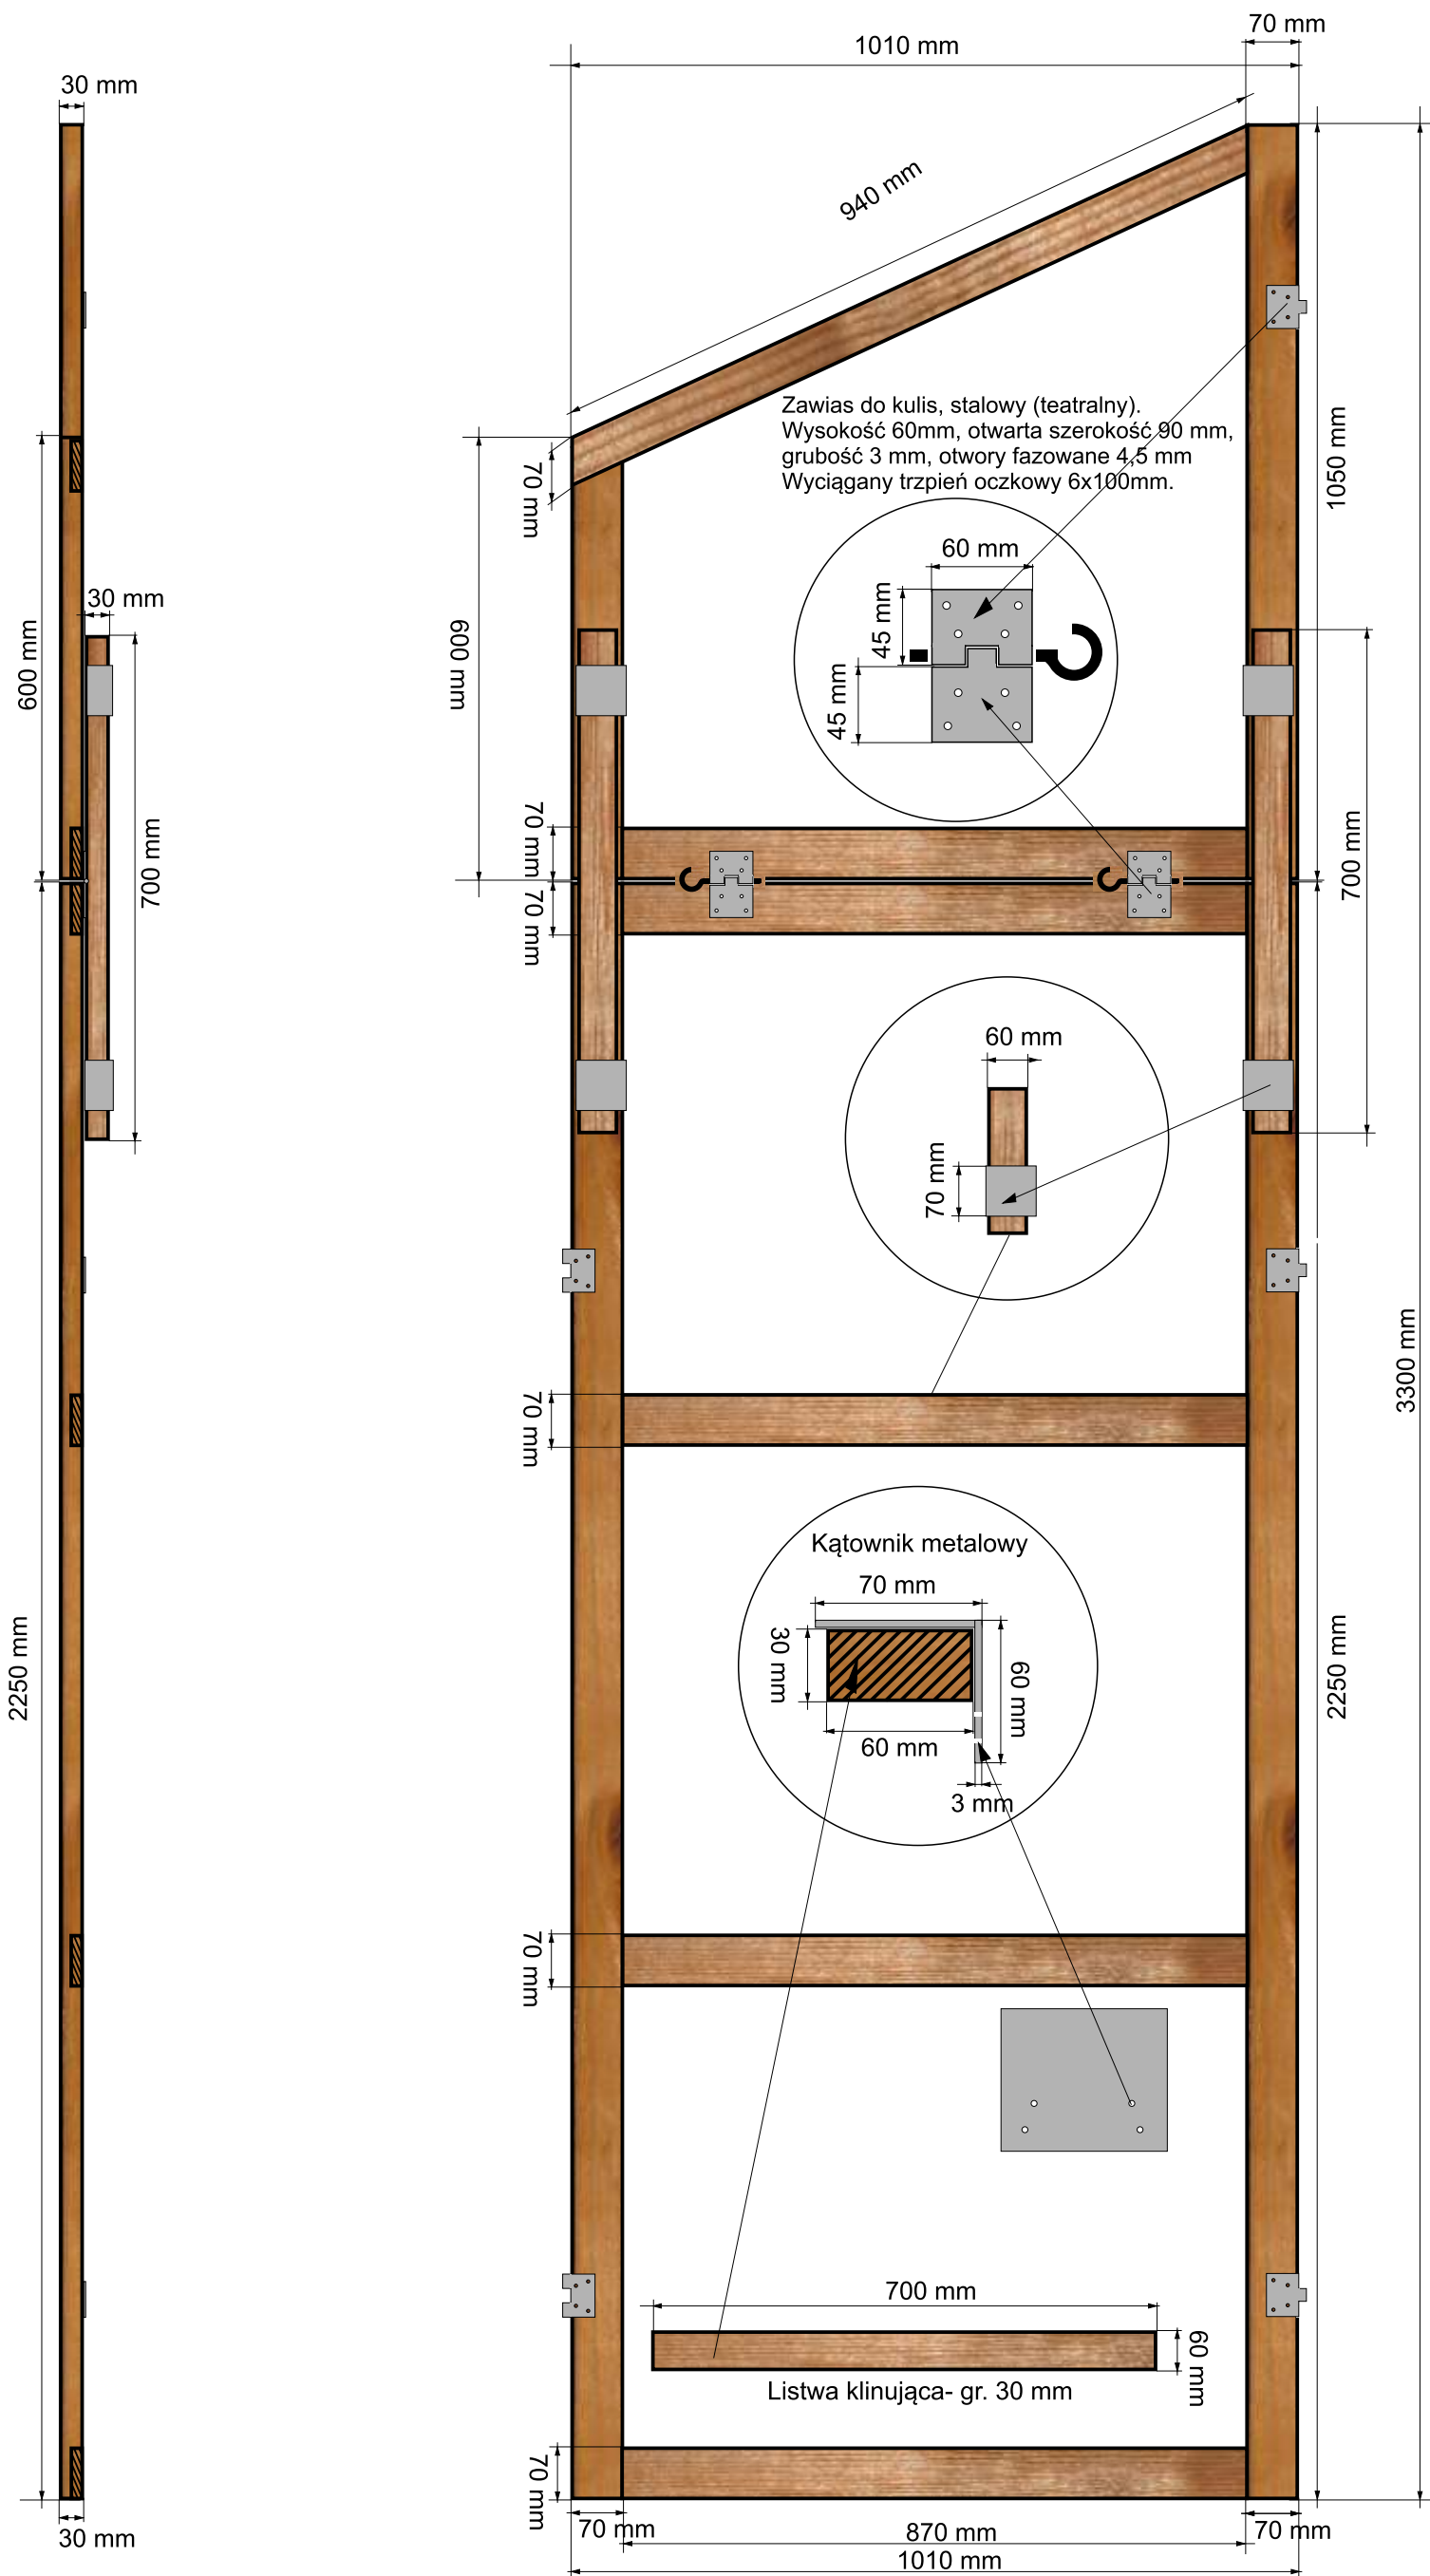 70 mm
1010 mm
30 mm
940 mm
Zawias do kulis, stalowy (teatralny).
Wysokość 60mm, otwarta szerokość 90 mm,
grubość 3 mm, otwory fazowane 4,5 mm
Wyciągany trzpień oczkowy 6x100mm.
70 mm
1050 mm
60 mm
30 mm
45 mm
600 mm
600 mm
45 mm
70 mm
700 mm
700 mm
70 mm
60 mm
70 mm
3300 mm
70 mm
Kątownik metalowy
70 mm
30 mm
60 mm
2250 mm
2250 mm
60 mm
3 mm
70 mm
700 mm
60 mm
Listwa klinująca- gr. 30 mm
70 mm
30 mm
70 mm
870 mm
70 mm
1010 mm